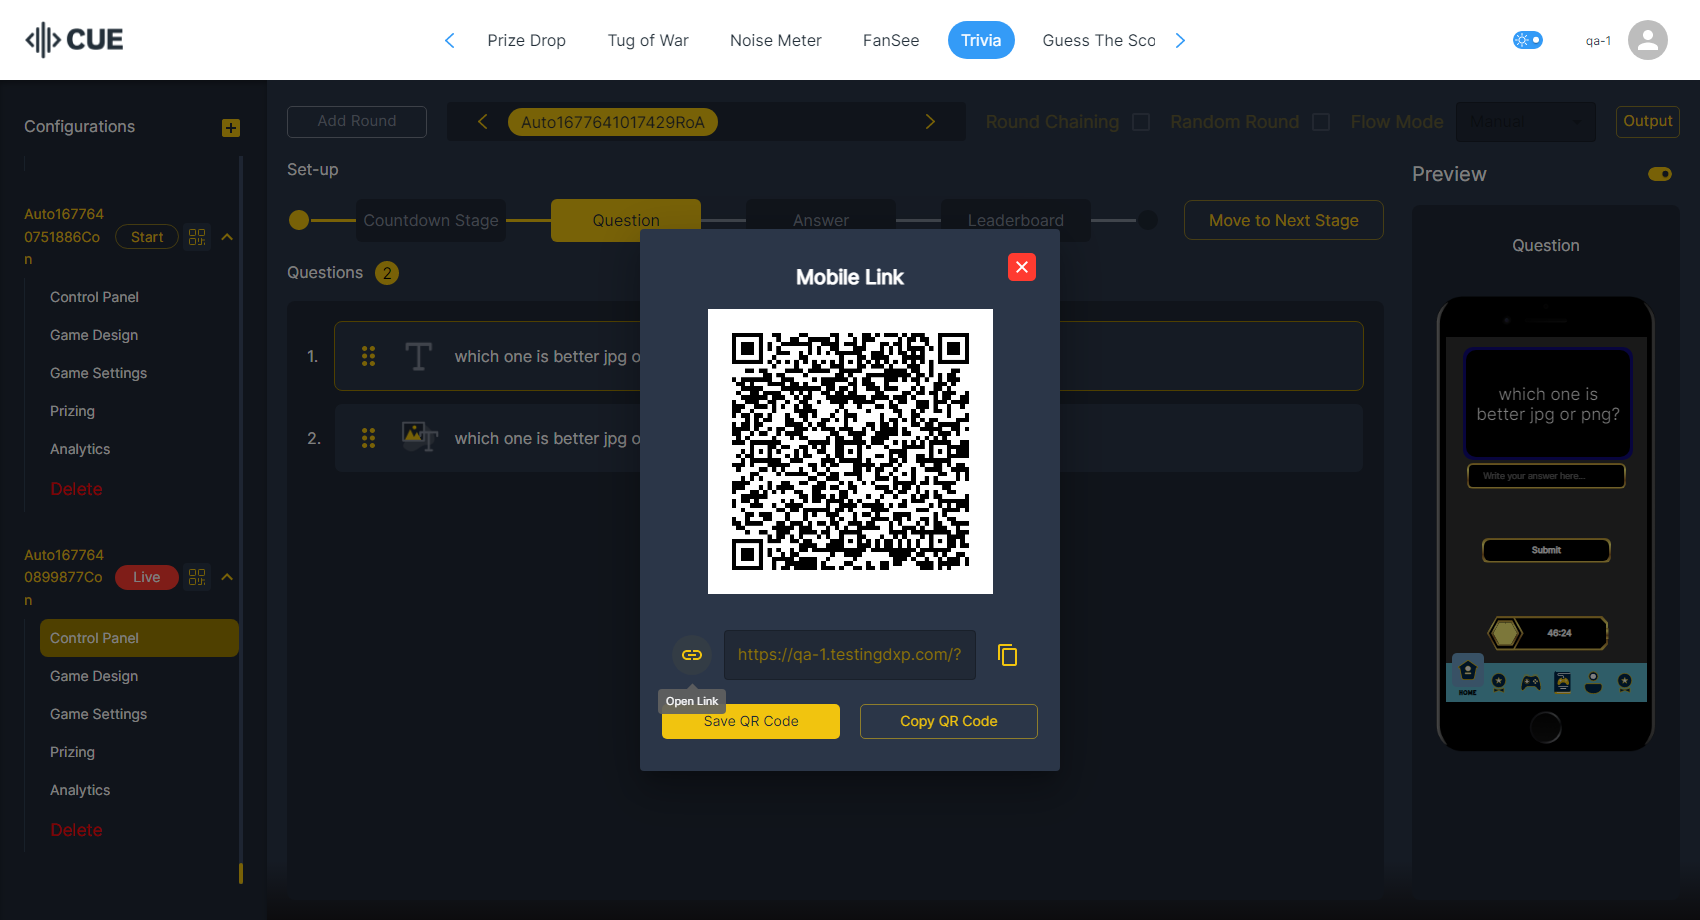 CUE
Prize Drop
Tug of War
Noise Meter
FanSee
Trivia
Guess The Sco
qa-1
Configurations
Add Round
Auto1677641017429RoA
Round Chaining
Random Round
Flow Mode
Manual
Output
Set-up
Preview
Countdown Stage
Question
Answer
Leaderboard
Move to Next Stage
Auto167764
0751886Co
n
Start
Control Panel
Game Design
Game Settings
Prizing
Analytics
Delete
Auto167764
0899877Co
n
Live
Control Panel
Game Design
Game Settings
Prizing
Analytics
Delete
Questions 2
1. which one is better jpg o
2. which one is better jpg o
Mobile Link
https://qa-1.testingdxp.com/?
Open Link
Save QR Code
Copy QR Code
Question
which one is
better jpg or png?
Write your answer here...
Submit
46:24
HOME